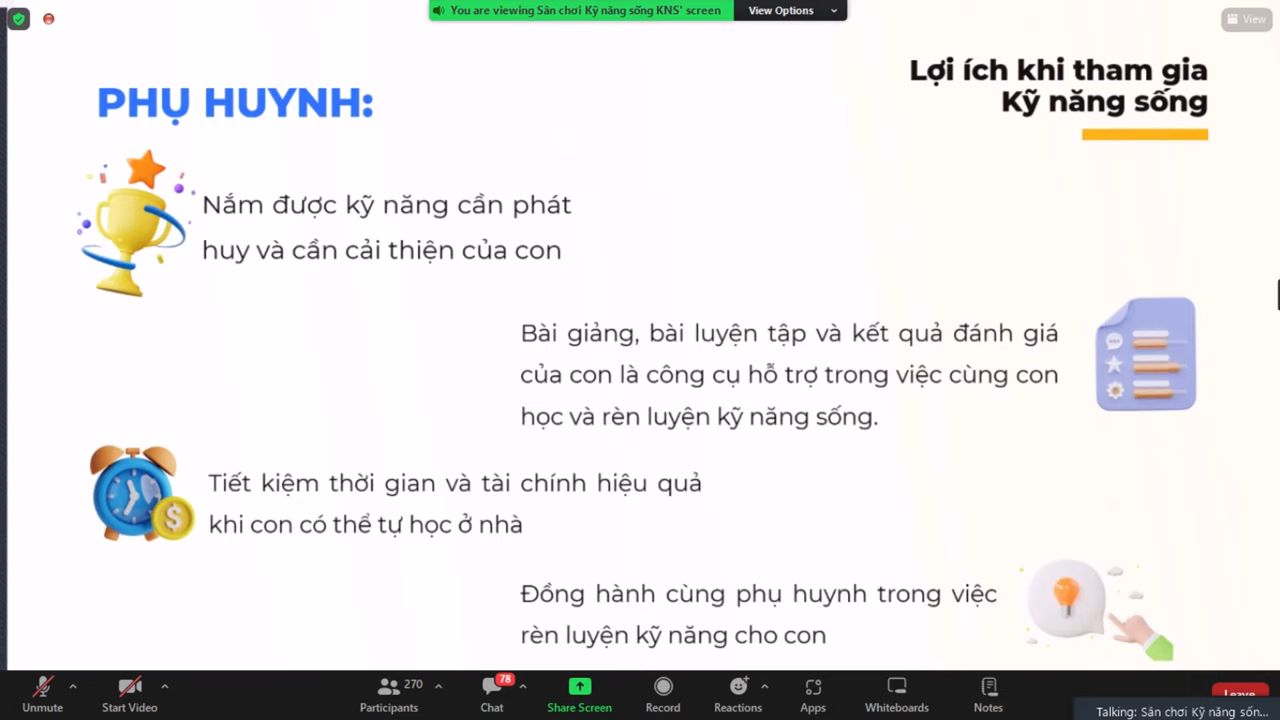 You are viewing Sân chơi Kỹ năng sống KNS' screen
View Options
View
Lợi ích khi tham gia
Kỹ năng sống
PHỤ HUYNH:
Nắm được kỹ năng cần phát
huy và cần cải thiện của con
Bài giảng, bài luyện tập và kết quả đánh giá
của con là công cụ hỗ trợ trong việc cùng con
học và rèn luyện kỹ năng sống.
Tiết kiệm thời gian và tài chính hiệu quả
khi con có thể tự học ở nhà
$
Đồng hành cùng phụ huynh trong việc
rèn luyện kỹ năng cho con
270
78
Unmute
Start Video
Participants
Chat
Share Screen
Record
Reactions
Apps
Whiteboards
Notes
Leave
Talking: Sân chơi Kỹ năng sốn...